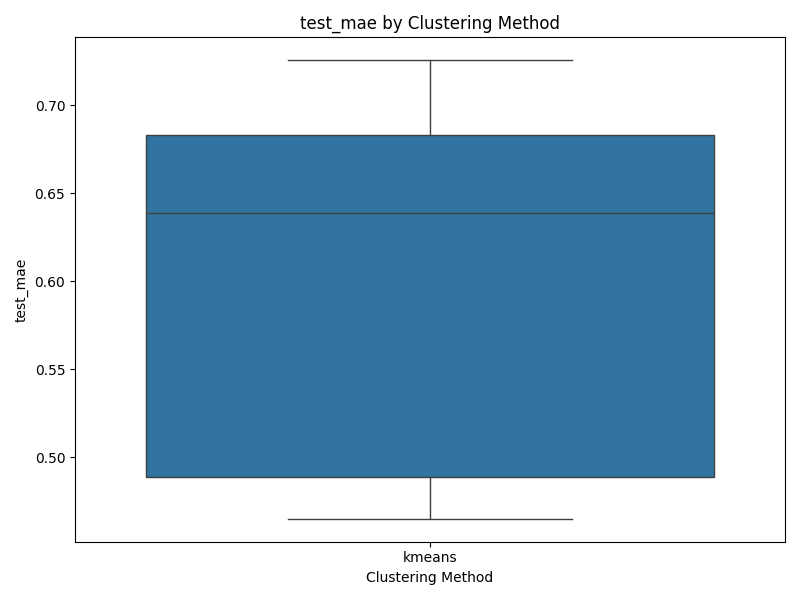 test_mae by Clustering Method
0.70
0.65
0.60
0.55
0.50
test_mae
kmeans
Clustering Method